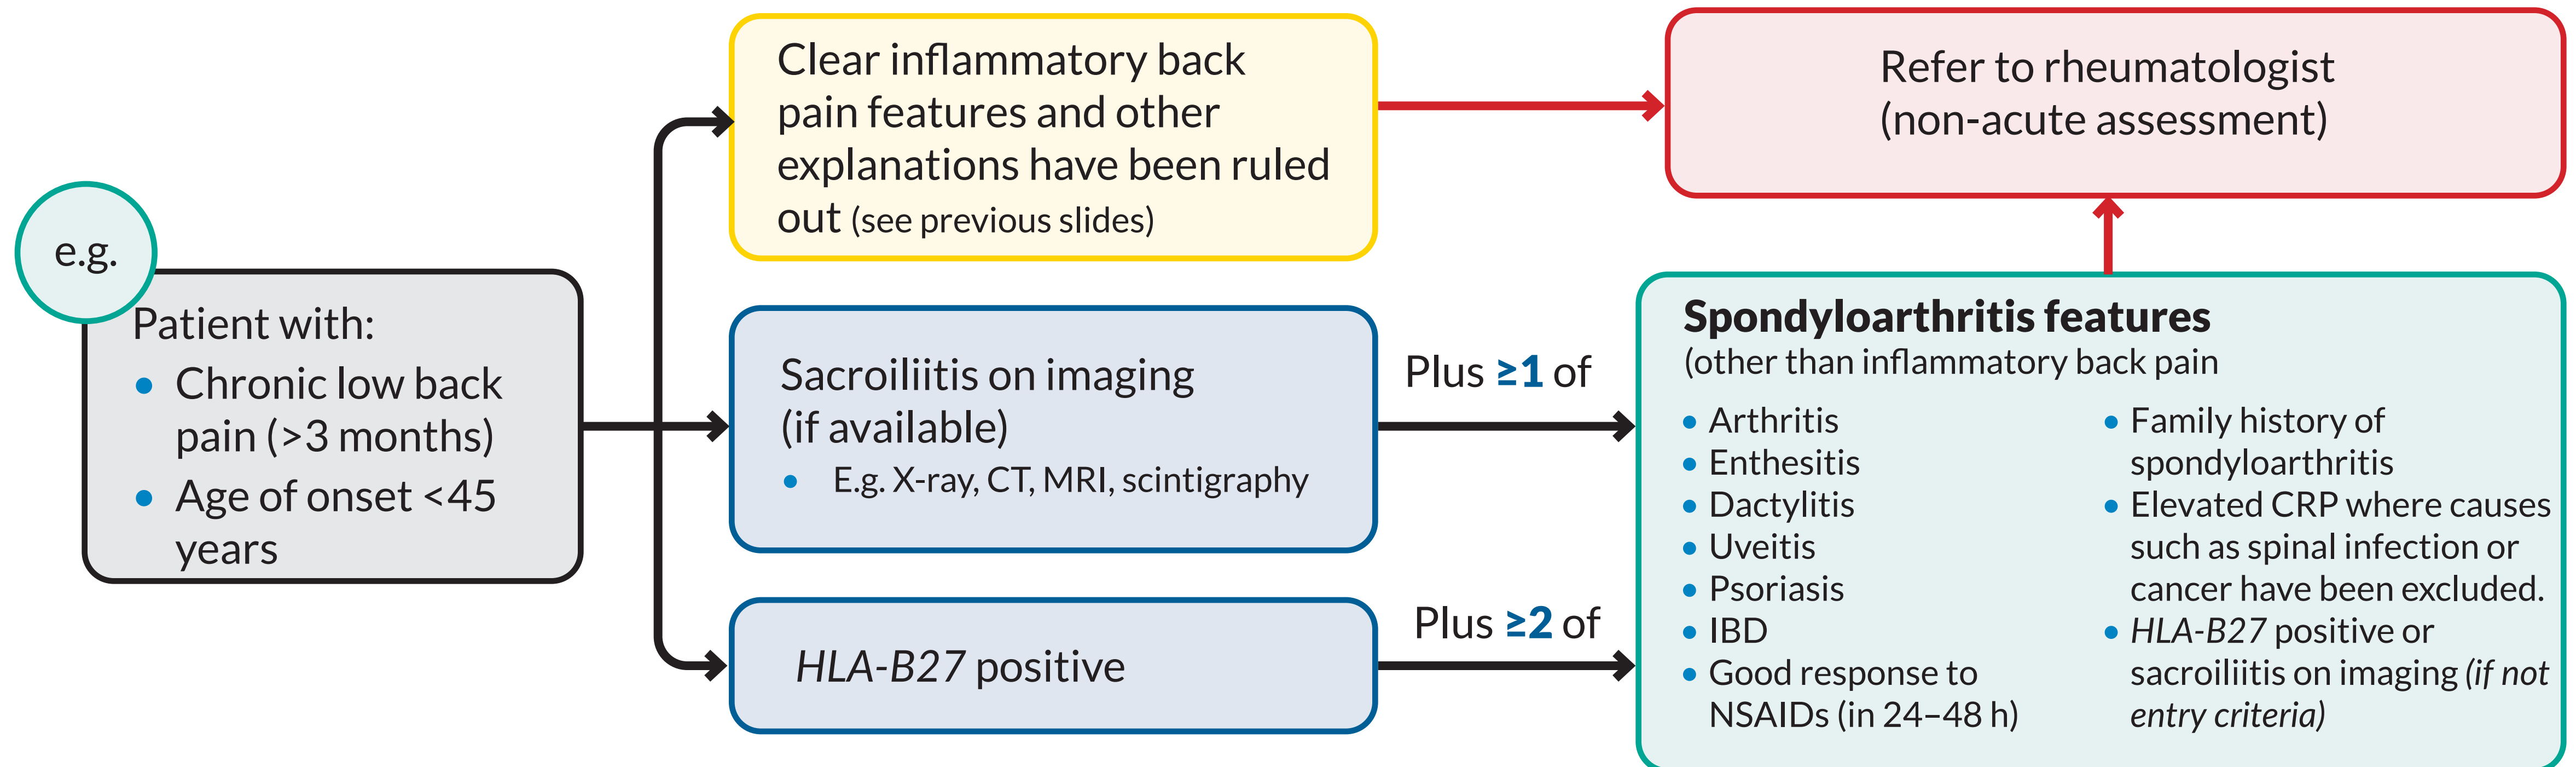 e.g.
Patient with:
• Chronic low back
pain (>3 months)
• Age of onset <45
years
Clear inflammatory back
pain features and other
explanations have been ruled
out (see previous slides)
Sacroiliitis on imaging
(if available)
• E.g. X-ray, CT, MRI, scintigraphy
HLA-B27 positive
Plus ≥1 of
Plus ≥2 of
Refer to rheumatologist
(non-acute assessment)
Spondyloarthritis features
(other than inflammatory back pain
• Arthritis
• Enthesitis
• Dactylitis
• Uveitis
• Psoriasis
• IBD
• Good response to
NSAIDs (in 24–48 h)
• Family history of
spondyloarthritis
• Elevated CRP where causes
such as spinal infection or
cancer have been excluded.
• HLA-B27 positive or
sacroiliitis on imaging (if not
entry criteria)